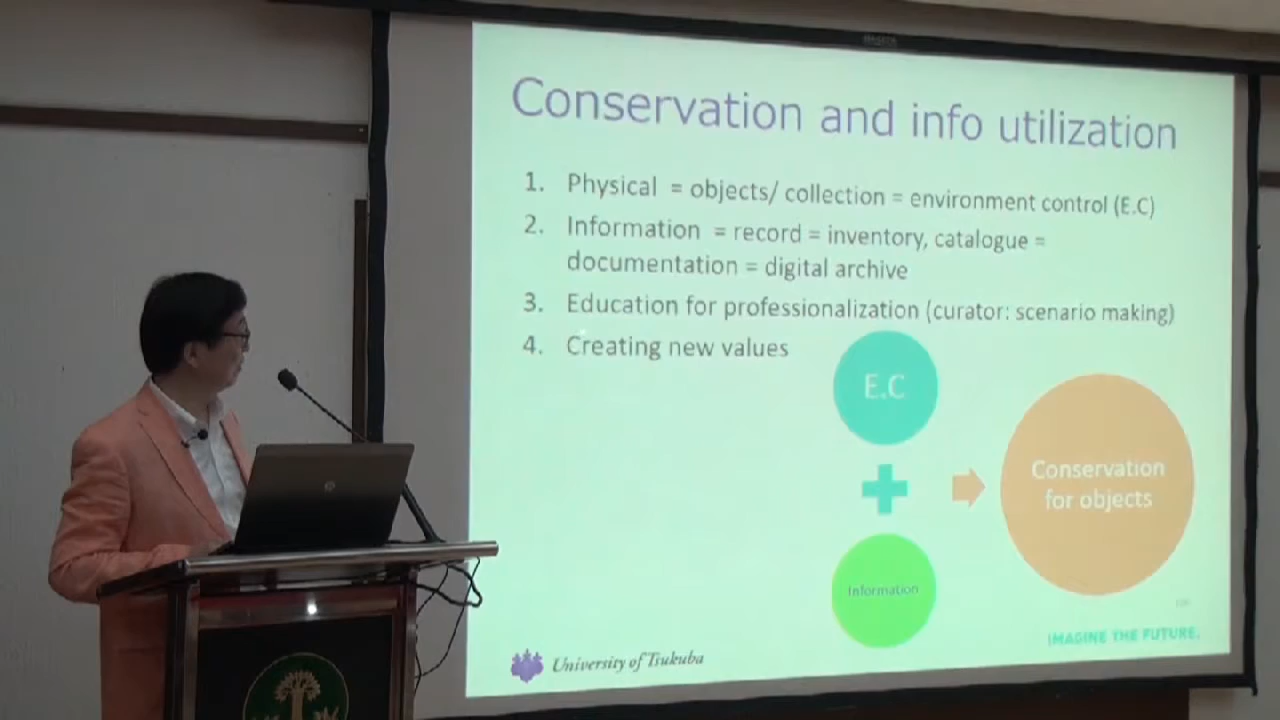 Conservation and info utilization
1. Physical = objects/ collection = environment control (E.C)
2. Information = record = inventory, catalogue =
documentation = digital archive
3. Education for professionalization (curator: scenario making)
4. Creating new values
E.C
Conservation
for objects
Information
IMAGINE THE FUTURE.
University of Tsukuba